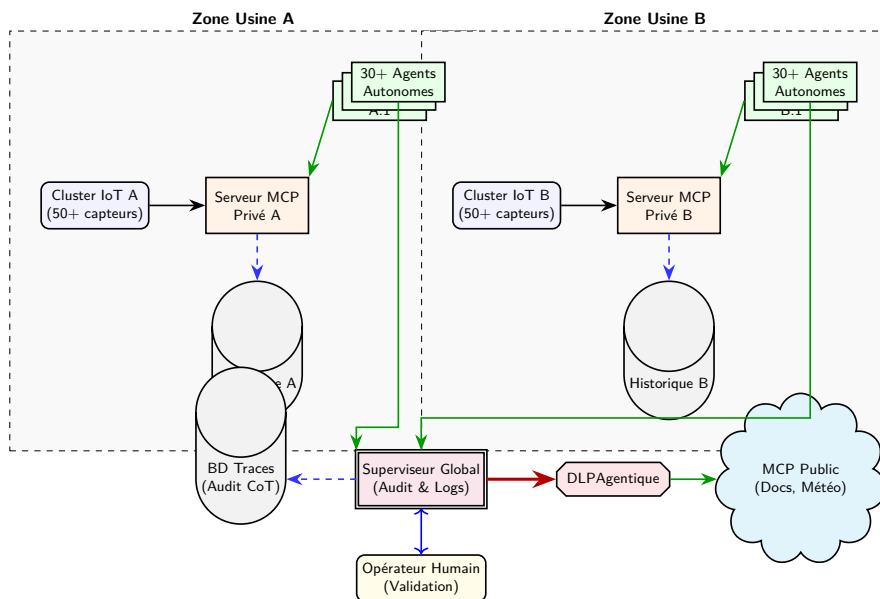 Zone Usine A
Zone Usine B
30+ Agents
Autonomes
A.1
30+ Agents
Autonomes
B.1
Cluster IoT A
(50+ capteurs)
Serveur MCP
Privé A
Cluster IoT B
(50+ capteurs)
Serveur MCP
Privé B
e A
Historique B
BD Traces
(Audit CoT)
Superviseur Global
(Audit & Logs)
DLPAgentique
MCP Public
(Docs, Météo)
Opérateur Humain
(Validation)